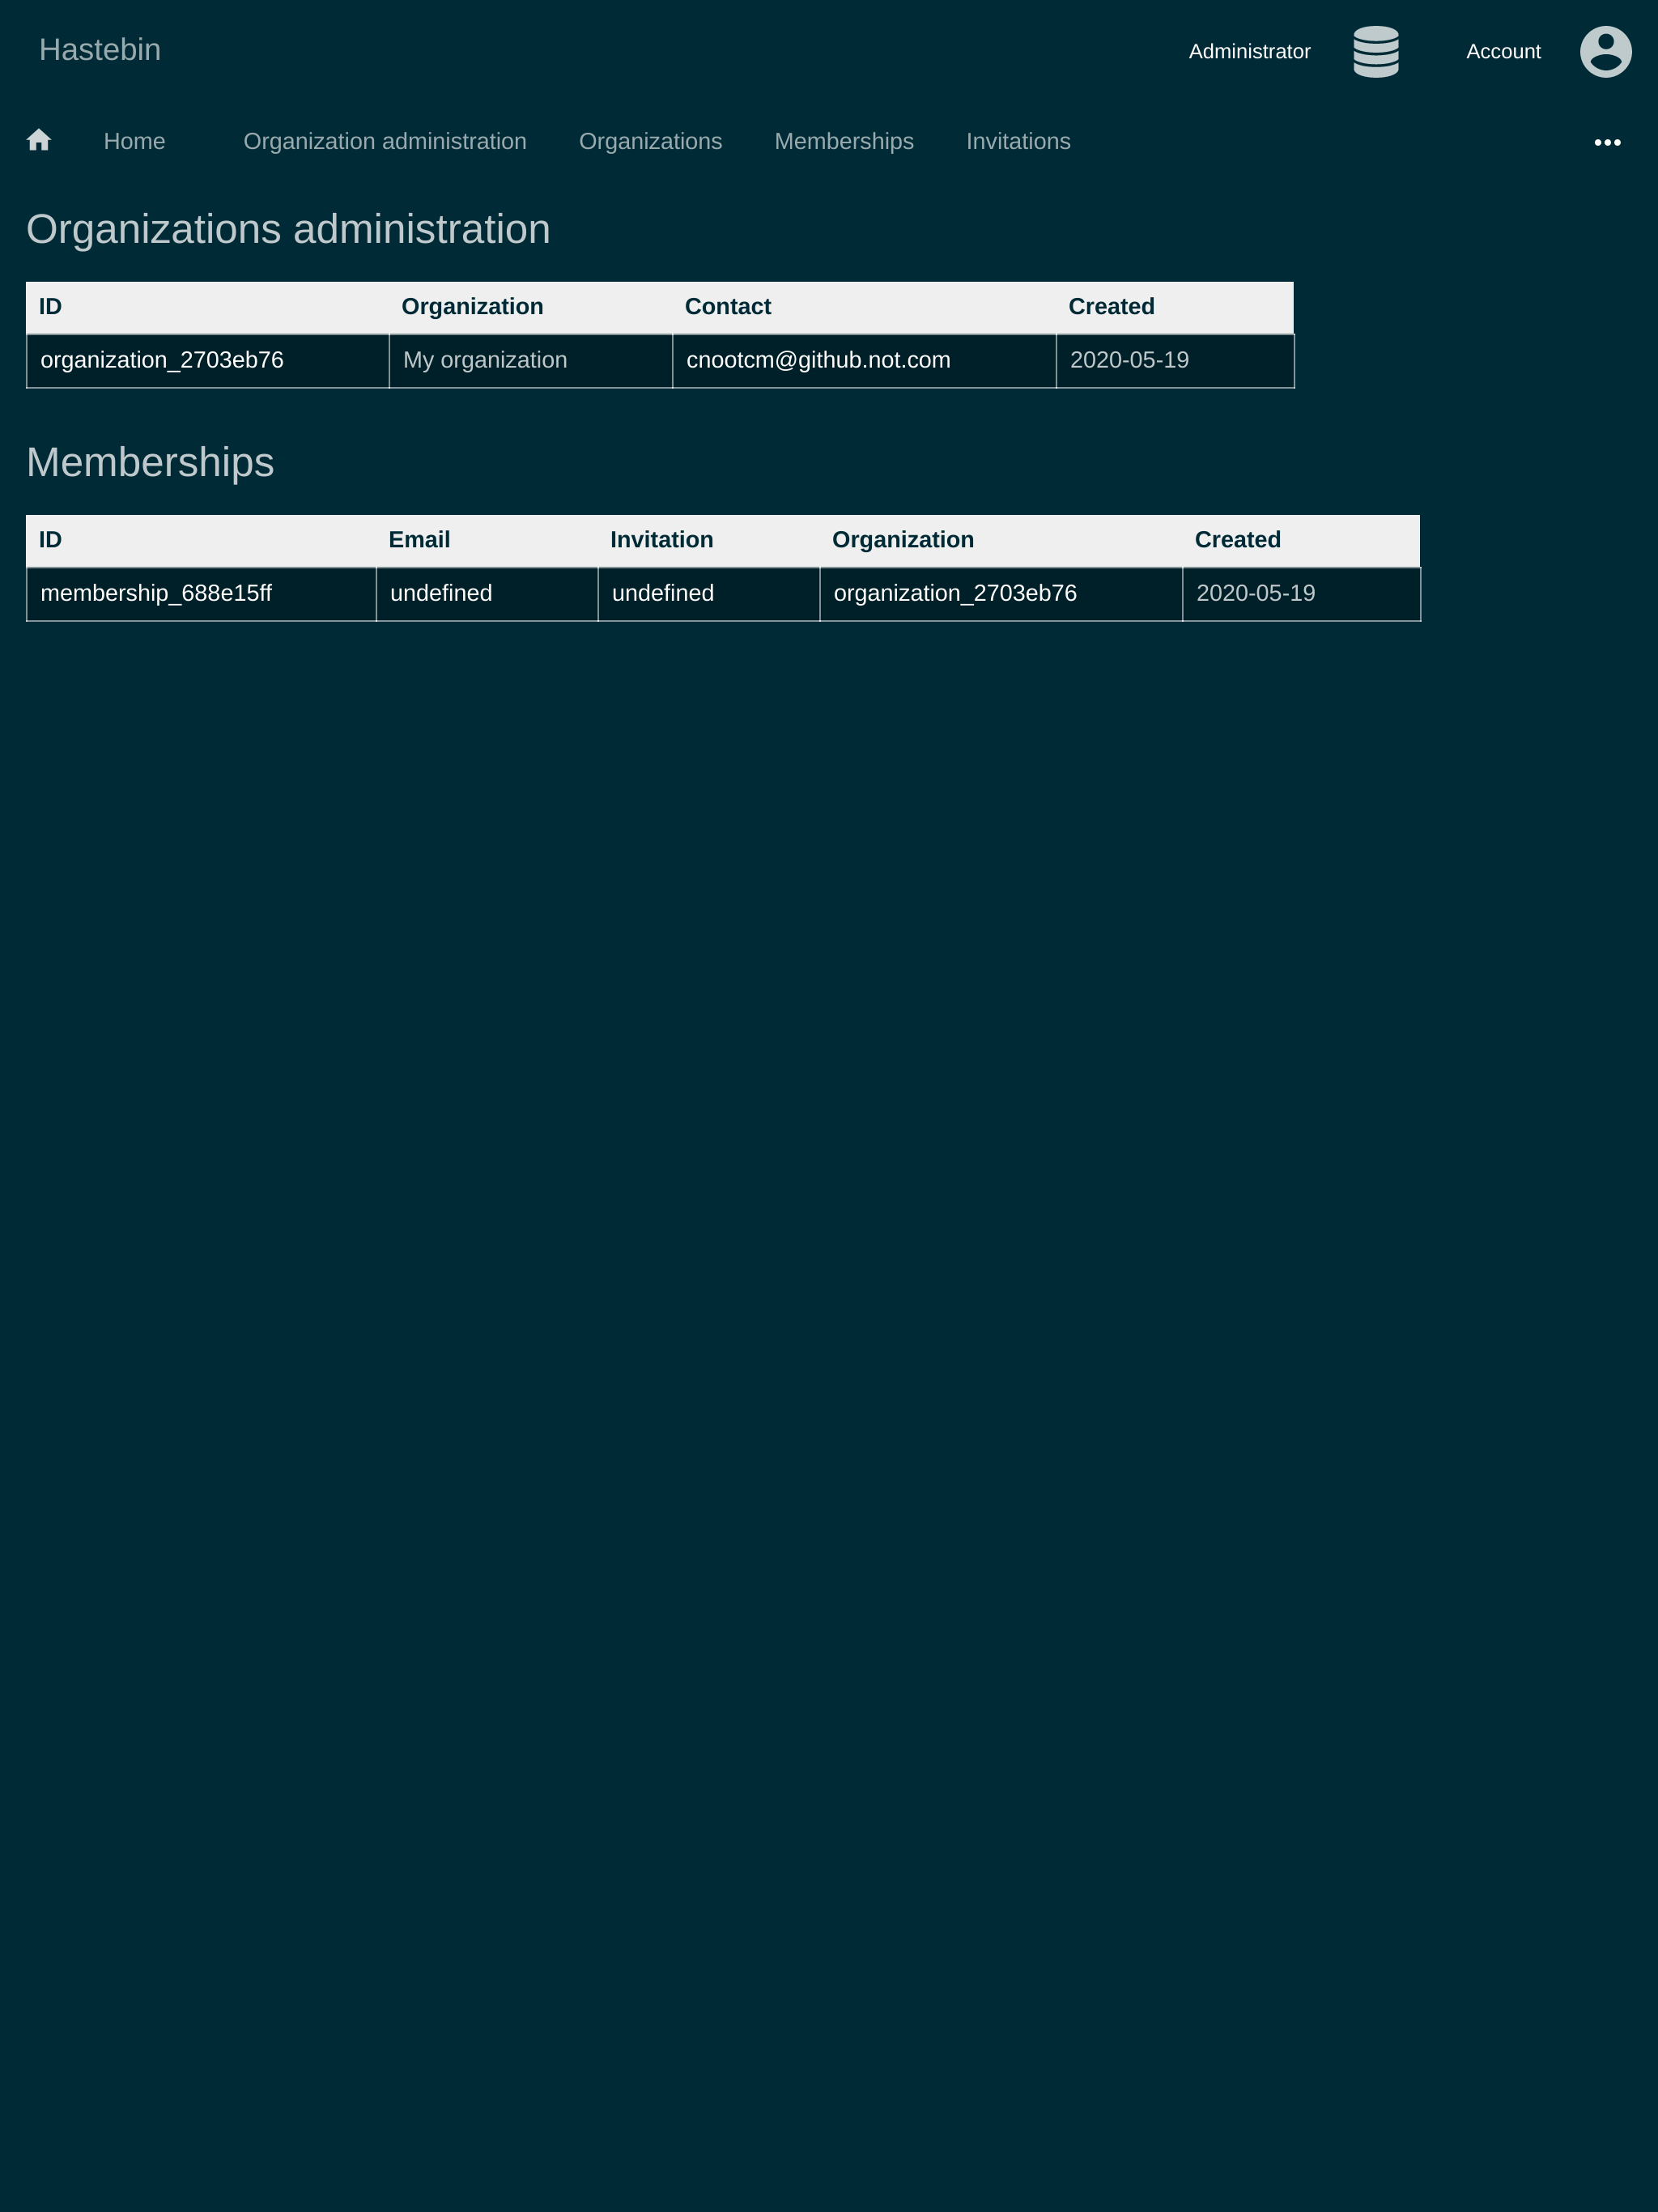 Hastebin
Administrator Account
Home Organization administration Organizations Memberships Invitations
Organizations administration
ID Organization Contact Created
organization_2703eb76 My organization cnootcm@github.not.com 2020-05-19
Memberships
ID Email Invitation Organization Created
membership_688e15ff undefined undefined organization_2703eb76 2020-05-19